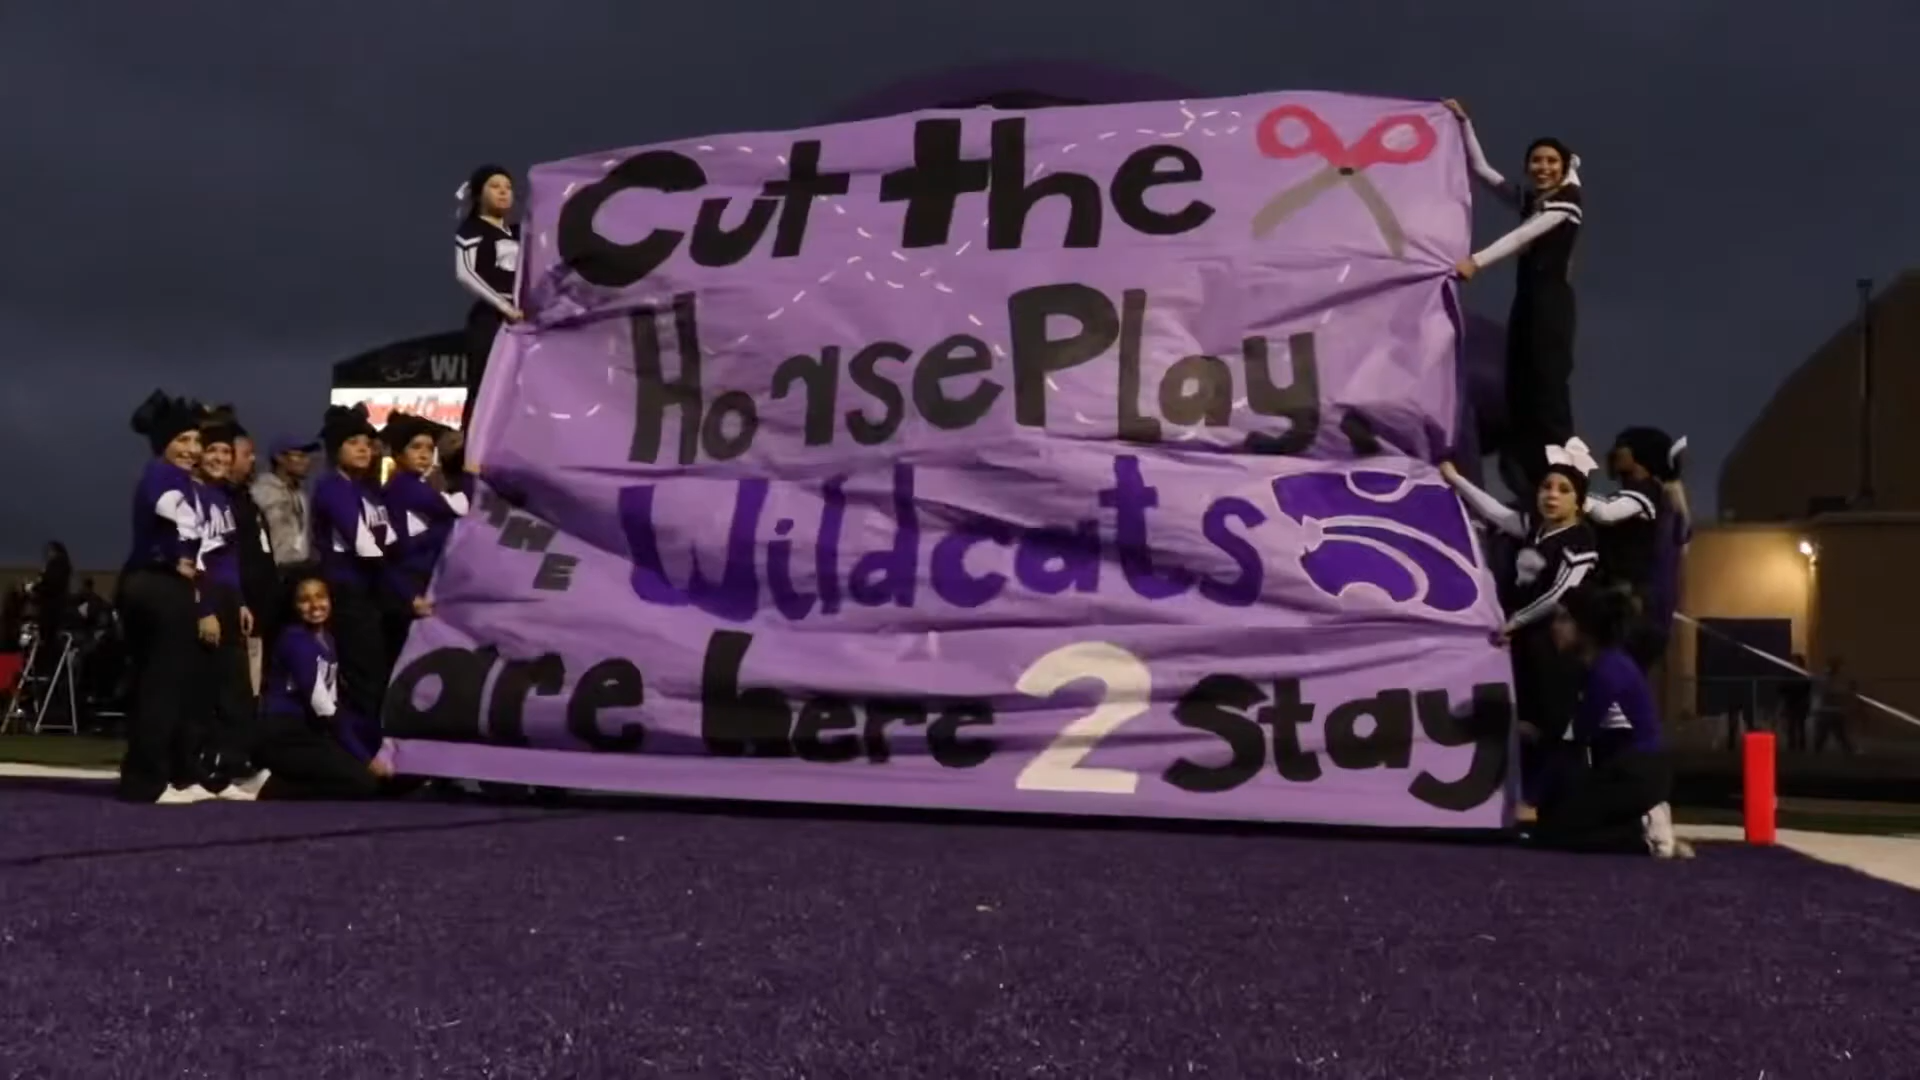 Cut the
HorsePlay,
THE Wildcats
are here 2 Stay